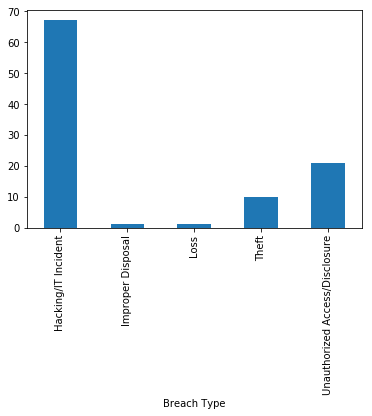 70
60
50
40
30
20
10
0
Hacking/IT Incident
Improper Disposal
Loss
Theft
Unauthorized Access/Disclosure
Breach Type